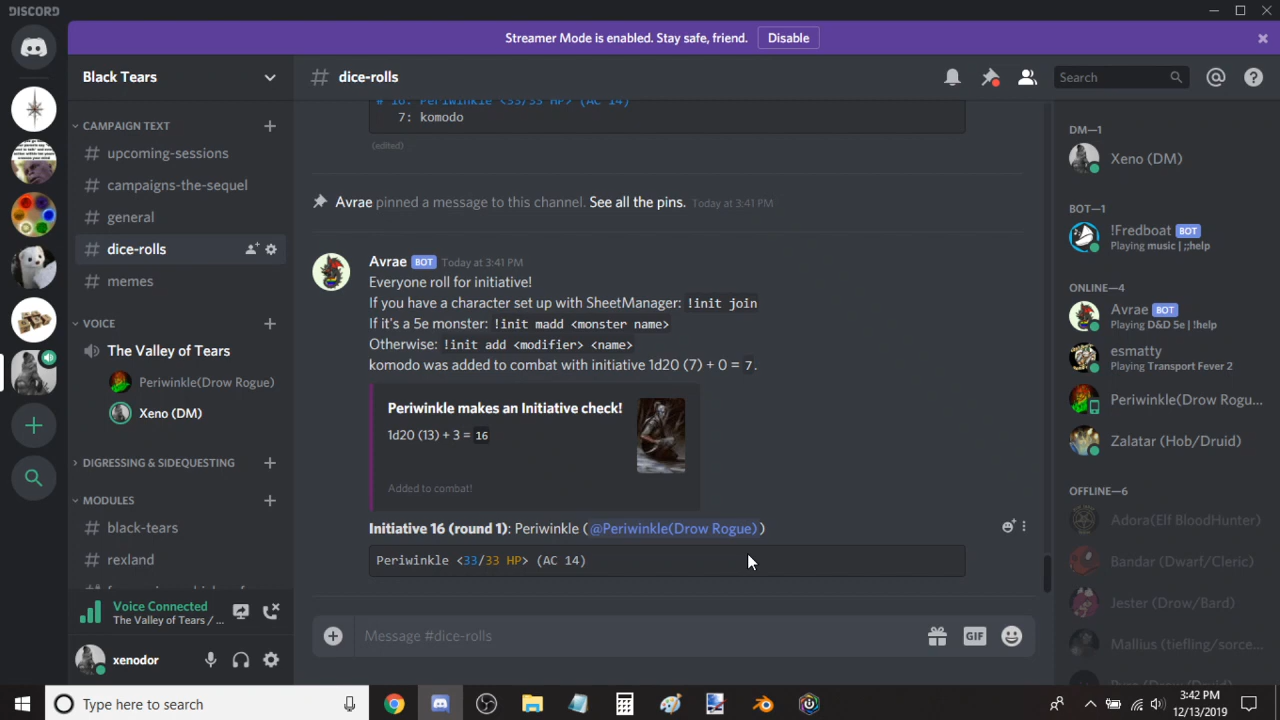 DISCORD
Streamer Mode is enabled. Stay safe, friend.
Disable
Black Tears
# dice-rolls
Search
CAMPAIGN TEXT
# upcoming-sessions
# campaigns-the-sequel
# general
# dice-rolls
# memes
VOICE
The Valley of Tears
Periwinkle(Drow Rogue)
Xeno (DM)
DIGRESSING & SIDEQUESTING
MODULES
# black-tears
# rexland
Voice Connected
The Valley of Tears / ...
xenodor
# 16: Periwinkle <33/33 HP> (AC 14)
7: komodo
(edited)
Avrae pinned a message to this channel. See all the pins. Today at 3:41 PM
Avrae BOT Today at 3:41 PM
Everyone roll for initiative!
If you have a character set up with SheetManager: !init join
If it's a 5e monster: !init madd <monster name>
Otherwise: !init add <modifier> <name>
komodo was added to combat with initiative 1d20 (7) + 0 = 7.
Periwinkle makes an Initiative check!
1d20 (13) + 3 = 16
Added to combat!
Initiative 16 (round 1): Periwinkle (@Periwinkle(Drow Rogue))
Periwinkle <33/33 HP> (AC 14)
Message #dice-rolls
GIF
DM—1
Xeno (DM)
BOT—1
!Fredboat BOT
Playing music | ;;help
ONLINE—4
Avrae BOT
Playing D&D 5e | !help
esmatty
Playing Transport Fever 2
Periwinkle(Drow Rogu...
Zalatar (Hob/Druid)
OFFLINE—6
Adora(Elf BloodHunter)
Bandar (Dwarf/Cleric)
Jester (Drow/Bard)
Mallius (tiefling/sorce...
Type here to search
3:42 PM
12/13/2019